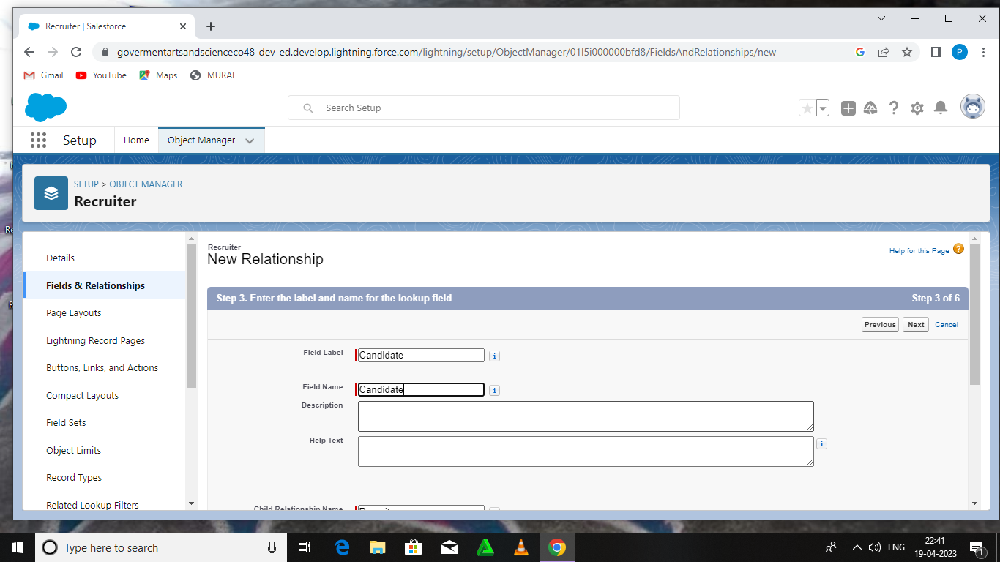 Recruiter | Salesforce
govermentartsandscienceco48-dev-ed.develop.lightning.force.com/lightning/setup/ObjectManager/01I5i000000bfd8/FieldsAndRelationships/new
P
Gmail
YouTube
Maps
MURAL
Search Setup
Setup
Home
Object Manager
SETUP > OBJECT MANAGER
Recruiter
Details
Fields & Relationships
Page Layouts
Lightning Record Pages
Buttons, Links, and Actions
Compact Layouts
Field Sets
Object Limits
Record Types
Related Lookup Filters
Recruiter
New Relationship
Help for this Page
Step 3. Enter the label and name for the lookup field
Step 3 of 6
Previous
Next
Cancel
Field Label
Candidate
Field Name
Candidate
Description
Help Text
Child Relationship Name
Type here to search
ENG
22:41
19-04-2023
1